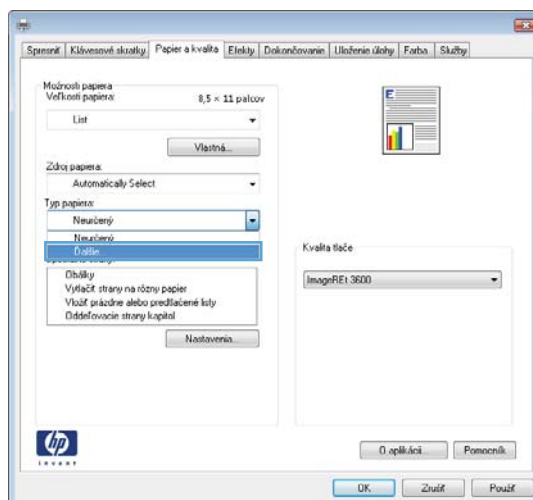 Spresniť Klávesové skratky Papier a kvalita Efekty Dokončovanie Uloženie úlohy Farba Služby
Možnosti papiera
Veľkosti papiera: 8,5 × 11 palcov
List
Vlastná...
Zdroj papiera:
Automatically Select
Typ papiera:
Neurčený
Neurčený
Ďalšie...
Obálky
Vytlačiť strany na rôzny papier
Vložiť prázdne alebo predtlačené listy
Oddeľovacie strany kapitol
Nastavenia...
Kvalita tlače
ImageREt 3600
E
hp
invent
O aplikácii... Pomocník
OK Zrušiť Použiť